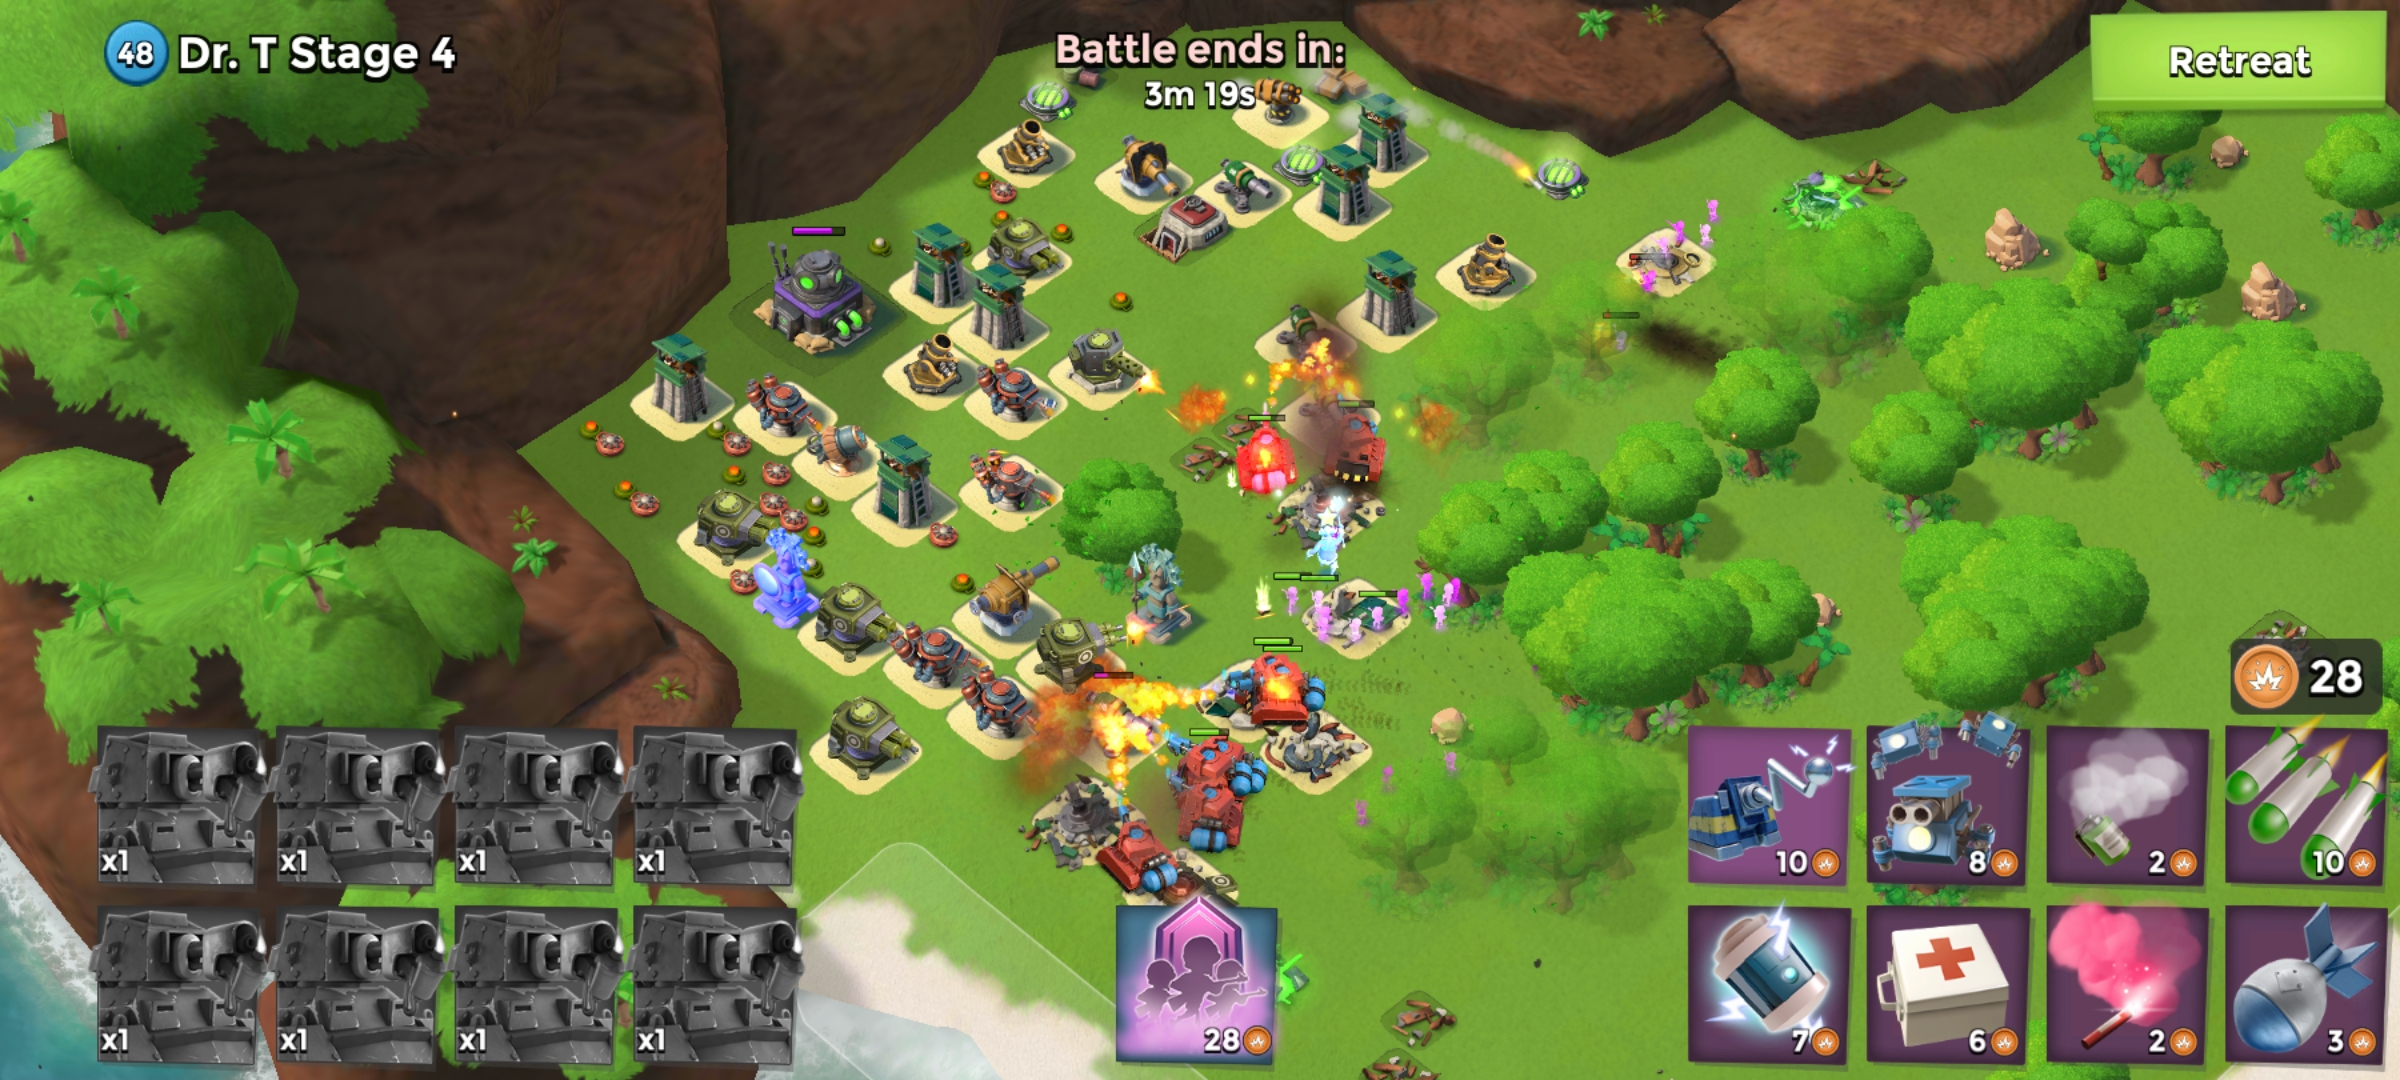 48 Dr. T Stage 4
Battle ends in:
3m 19s
Retreat
28
x1 x1 x1 x1
10 8 2 10
x1 x1 x1 x1
28
7 6 2 3